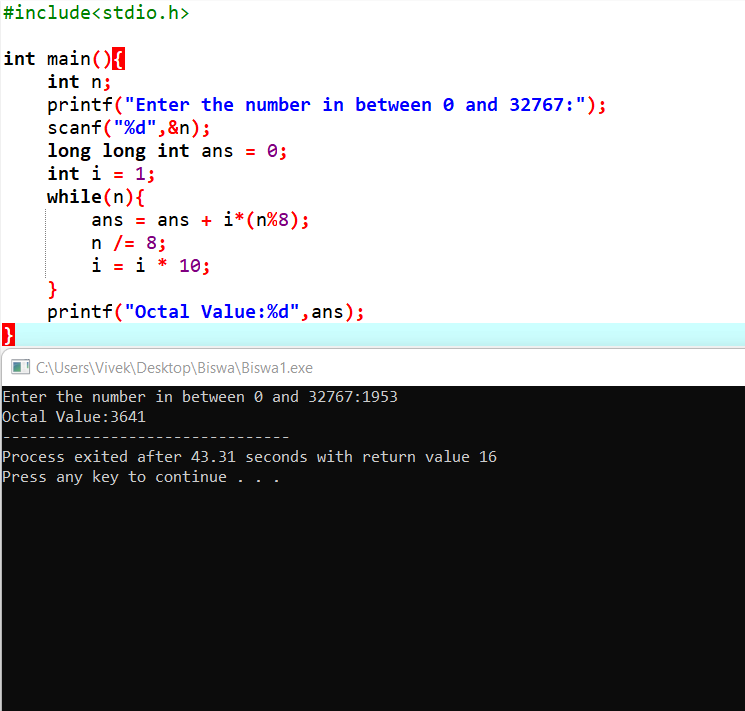 #include<stdio.h>
int main(){
    int n;
    printf("Enter the number in between 0 and 32767:");
    scanf("%d",&n);
    long long int ans = 0;
    int i = 1;
    while(n){
        ans = ans + i*(n%8);
        n /= 8;
        i = i * 10;
    }
    printf("Octal Value:%d",ans);
}
C:\Users\Vivek\Desktop\Biswa\Biswa1.exe
Enter the number in between 0 and 32767:1953
Octal Value:3641
--------------------------------
Process exited after 43.31 seconds with return value 16
Press any key to continue . . .